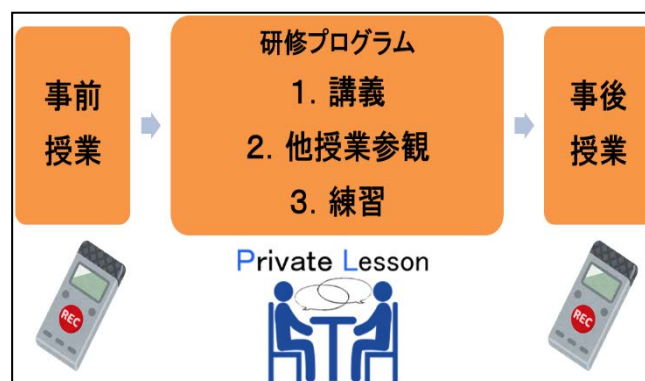 事前
授業
研修プログラム
１．講義
２．他授業参観
３．練習
事後
授業
REC
Private Lesson
REC